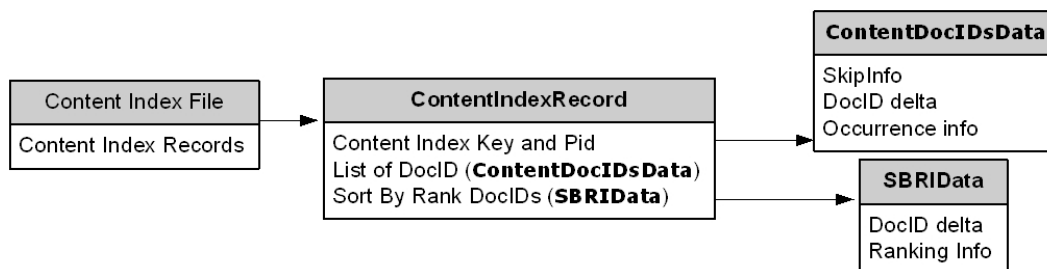 Content Index File
Content Index Records
ContentIndexRecord
Content Index Key and Pid
List of DocID (ContentDocIDsData)
Sort By Rank DocIDs (SBRIData)
ContentDocIDsData
SkipInfo
DocID delta
Occurrence info
SBRIData
DocID delta
Ranking Info